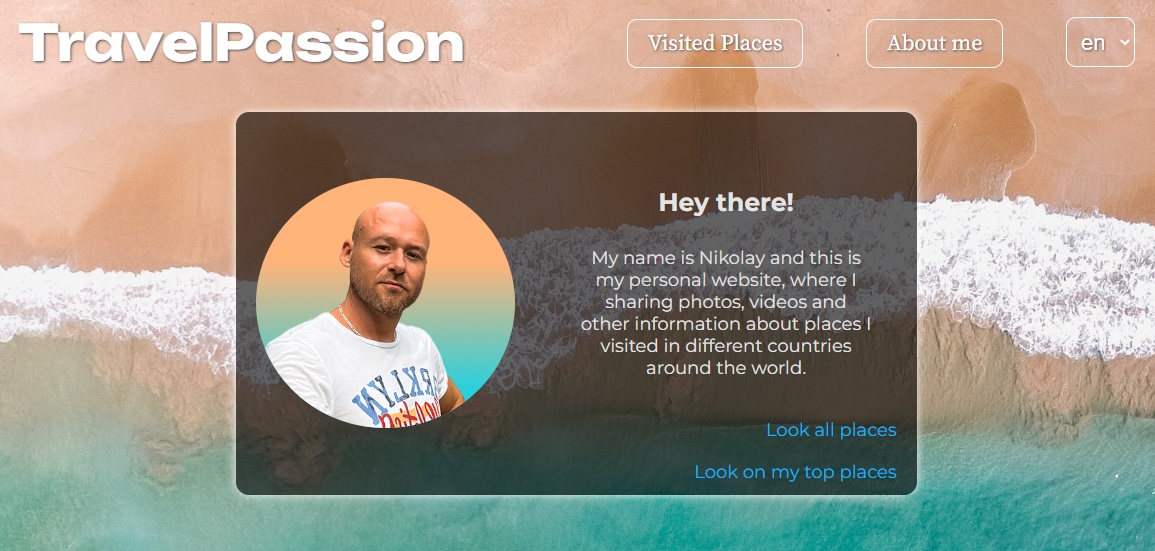 TravelPassion
Visited Places
About me
en
Hey there!
My name is Nikolay and this is
my personal website, where I
sharing photos, videos and
other information about places I
visited in different countries
around the world.
Look all places
Look on my top places